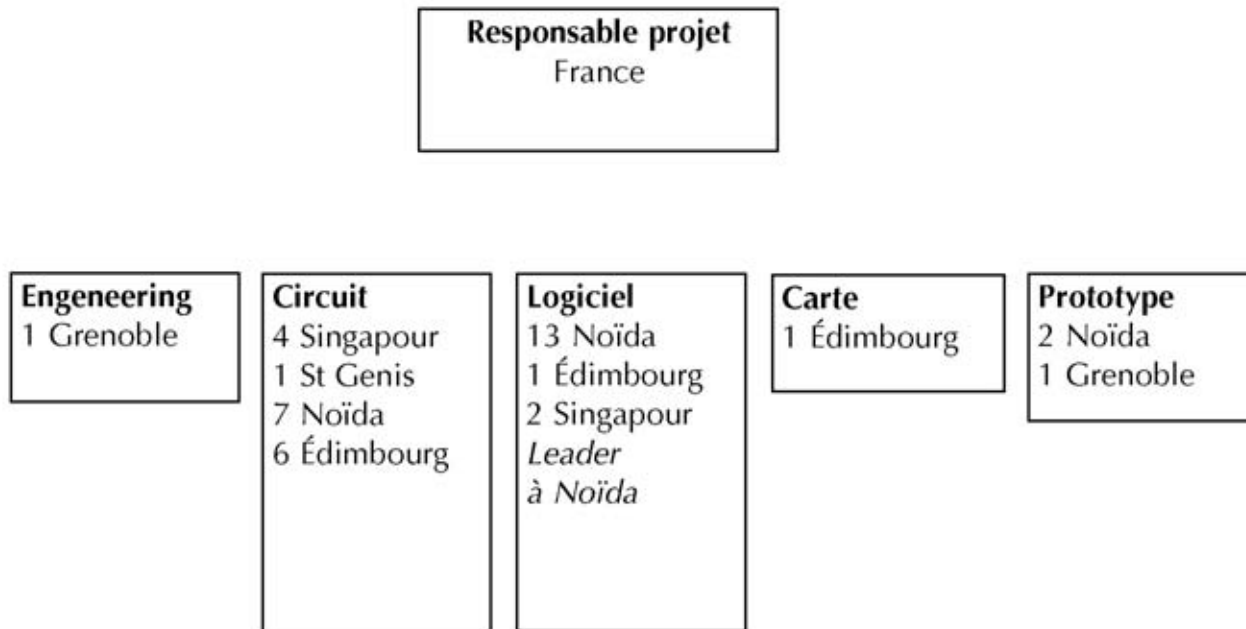 Responsable projet
France
Engeneering
1 Grenoble
Circuit
4 Singapour
1 St Genis
7 Noïda
6 Édimbourg
Logiciel
13 Noïda
1 Édimbourg
2 Singapour
Leader
à Noïda
Carte
1 Édimbourg
Prototype
2 Noïda
1 Grenoble